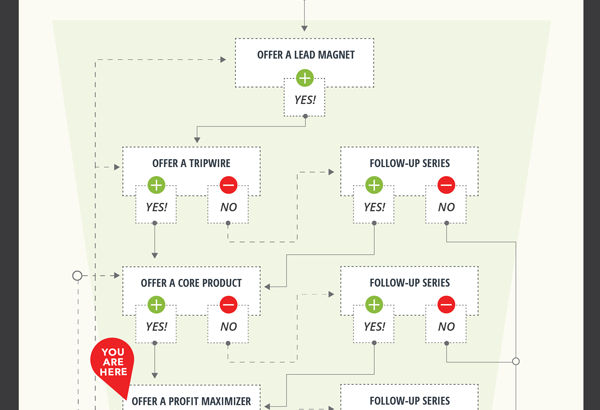 OFFER A LEAD MAGNET
YES!
OFFER A TRIPWIRE
FOLLOW-UP SERIES
YES!
NO
YES!
NO
OFFER A CORE PRODUCT
FOLLOW-UP SERIES
YES!
NO
YES!
NO
YOU
ARE
HERE
OFFER A PROFIT MAXIMIZER
FOLLOW-UP SERIES